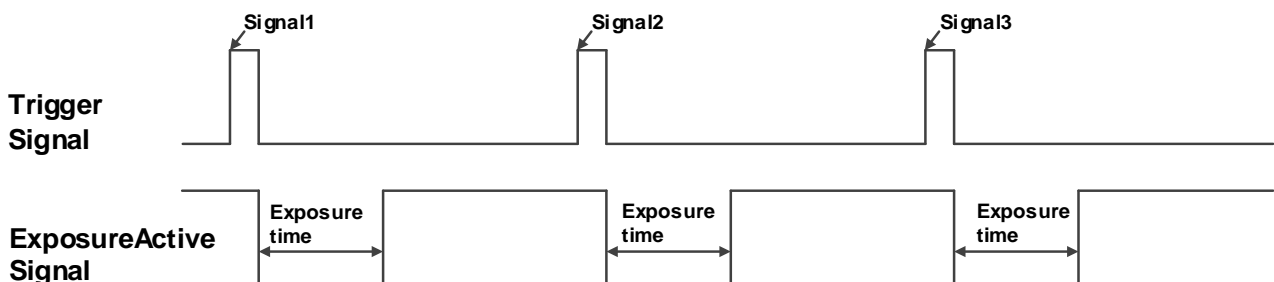 Signal1
Signal2
Signal3
Trigger
Signal
Exposure
time
Exposure
time
Exposure
time
ExposureActive
Signal